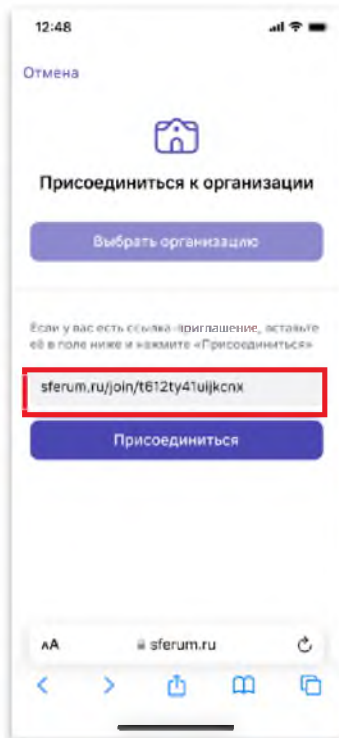 12:48
Отмена
Присоединиться к организации
Выбрать организацию
Если у вас есть ссылка-приглашение, вставьте
её в поле ниже и нажмите «Присоединиться»
sferum.ru/join/t612ty41uijkcnx
Присоединиться
AA sferum.ru